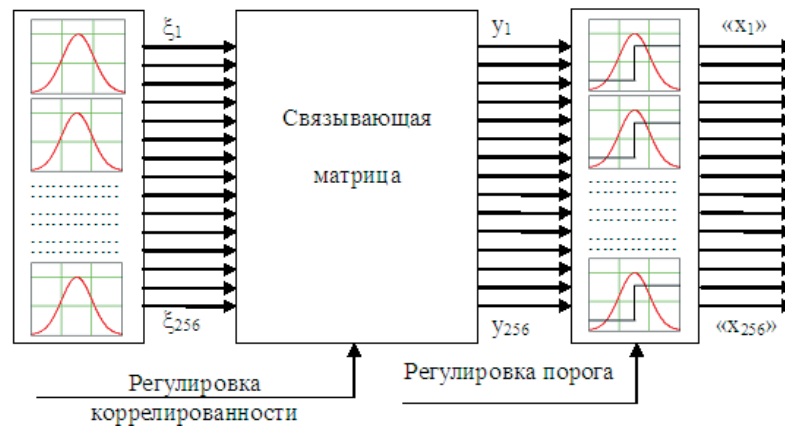 ξ1 y1 «x1»
Связывающая
матрица
ξ256 y256 «x256»
Регулировка
коррелированности
Регулировка порога